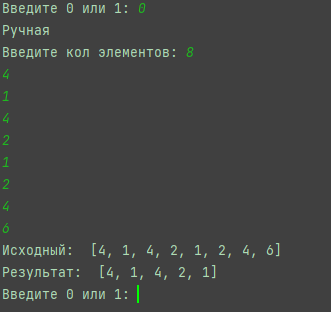 Введите 0 или 1: 0
Ручная
Введите кол элементов: 8
4
1
4
2
1
2
4
6
Исходный:  [4, 1, 4, 2, 1, 2, 4, 6]
Результат:  [4, 1, 4, 2, 1]
Введите 0 или 1: